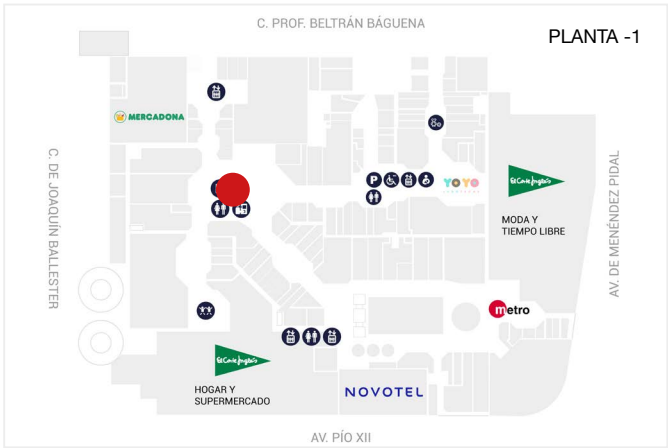 C. PROF. BELTRÁN BÁGUENA
PLANTA -1
MERCADONA
C. DE JOAQUÍN BALLESTER
P
YOYO
El Corte Inglés
MODA Y
TIEMPO LIBRE
AV. DE MENÉNDEZ PIDAL
metro
El Corte Inglés
HOGAR Y
SUPERMERCADO
NOVOTEL
AV. PÍO XII